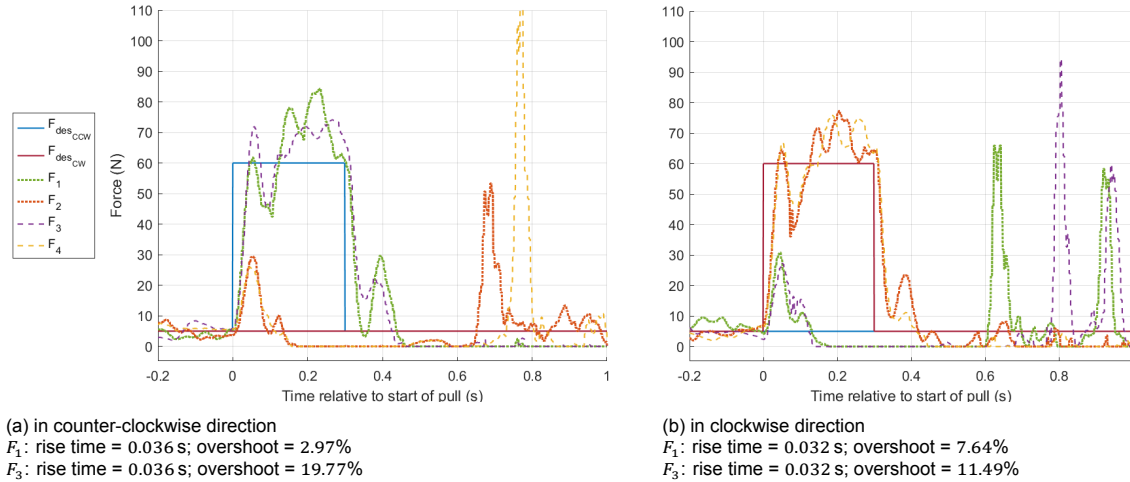 F_des_CCW
F_des_CW
F_1
F_2
F_3
F_4
110
100
90
80
70
60
50
40
30
20
10
0
Force (N)
-0.2 0 0.2 0.4 0.6 0.8 1
Time relative to start of pull (s)
110
100
90
80
70
60
50
40
30
20
10
0
Force (N)
-0.2 0 0.2 0.4 0.6 0.8
Time relative to start of pull (s)
(a) in counter-clockwise direction
F_1: rise time = 0.036 s; overshoot = 2.97%
F_3: rise time = 0.036 s; overshoot = 19.77%
(b) in clockwise direction
F_1: rise time = 0.032 s; overshoot = 7.64%
F_3: rise time = 0.032 s; overshoot = 11.49%